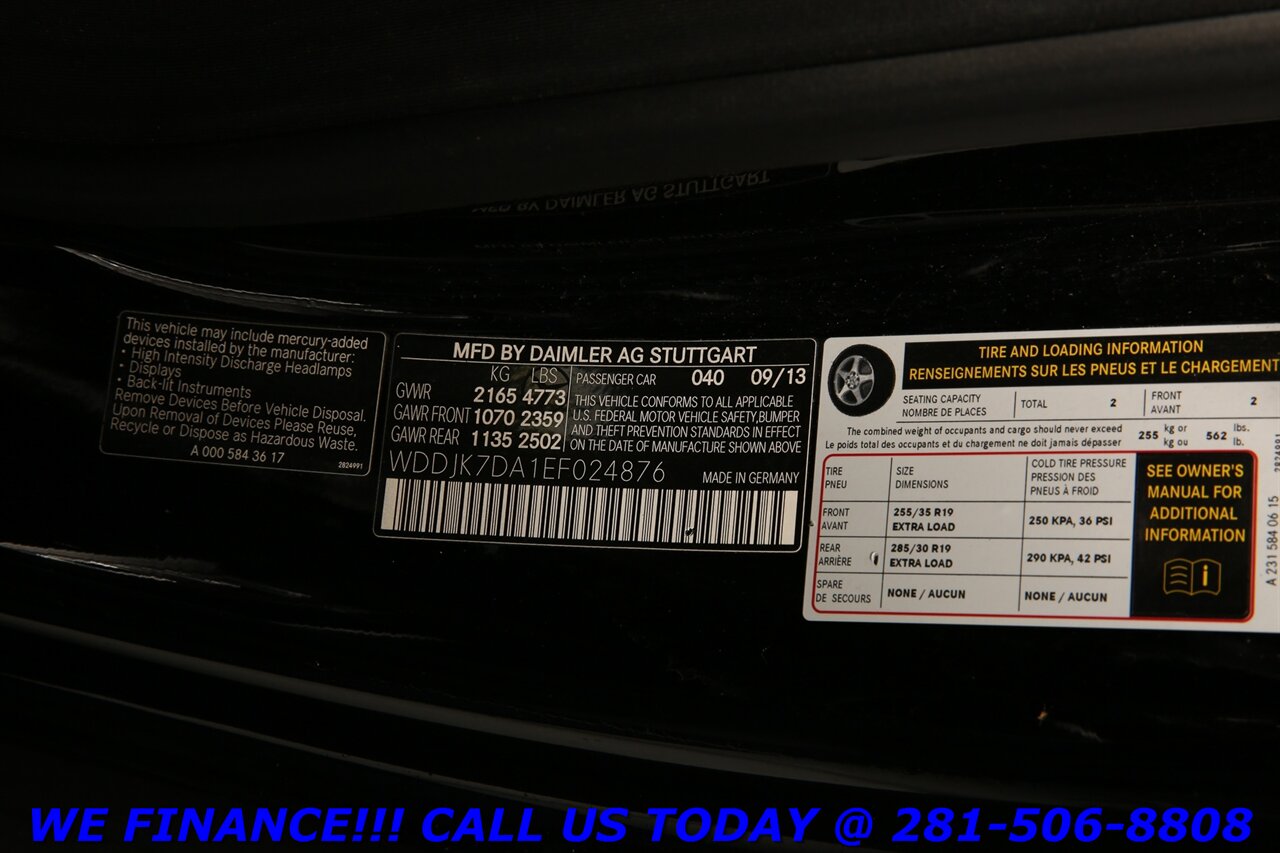 MFD BY DAIMLER AG STUTTGART
This vehicle may include mercury-added
devices installed by the manufacturer:
• High Intensity Discharge Headlamps
• Displays
• Back-lit Instruments
Remove Devices Before Vehicle Disposal.
Upon Removal of Devices Please Reuse,
Recycle or Dispose as Hazardous Waste.
A 000 584 36 17
2824991
MFD BY DAIMLER AG STUTTGART
KG LBS PASSENGER CAR 040 09/13
GWR 2165 4773
GAWR FRONT 1070 2359
GAWR REAR 1135 2502
THIS VEHICLE CONFORMS TO ALL APPLICABLE
U.S. FEDERAL MOTOR VEHICLE SAFETY,BUMPER
AND THEFT PREVENTION STANDARDS IN EFFECT
ON THE DATE OF MANUFACTURE SHOWN ABOVE
WDDJK7DA1EF024876 MADE IN GERMANY
TIRE AND LOADING INFORMATION
RENSEIGNEMENTS SUR LES PNEUS ET LE CHARGEMENT
SEATING CAPACITY
NOMBRE DE PLACES
TOTAL 2
FRONT
AVANT
2
The combined weight of occupants and cargo should never exceed
Le poids total des occupants et du chargement ne doit jamais dépasser
255 kg or
kg ou
562 lbs.
lb.
TIRE
PNEU
SIZE
DIMENSIONS
COLD TIRE PRESSURE
PRESSION DES
PNEUS À FROID
FRONT
AVANT
255/35 R19
EXTRA LOAD
250 KPA, 36 PSI
REAR
ARRIÈRE
285/30 R19
EXTRA LOAD
290 KPA, 42 PSI
SPARE
DE SECOURS
NONE / AUCUN
NONE / AUCUN
SEE OWNER'S
MANUAL FOR
ADDITIONAL
INFORMATION
i
A 231 584 06 15
2824991
WE FINANCE!!! CALL US TODAY @ 281-506-8808